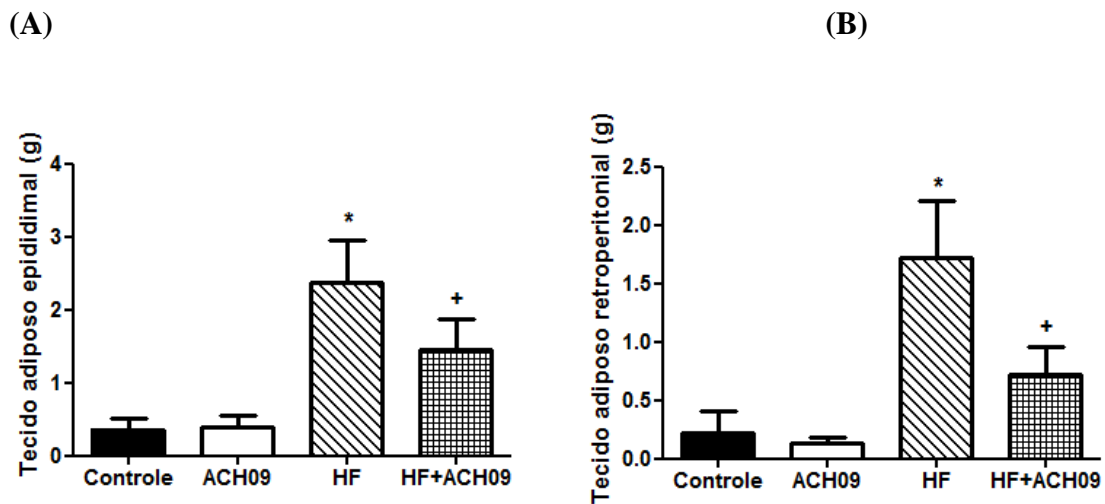 (A)
(B)
Tecido adiposo epididimal (g)
4
3
2
1
0
*
+
Controle
ACH09
HF
HF+ACH09
Tecido adiposo retroperitonial (g)
2.5
2.0
1.5
1.0
0.5
0.0
*
+
Controle
ACH09
HF
HF+ACH09